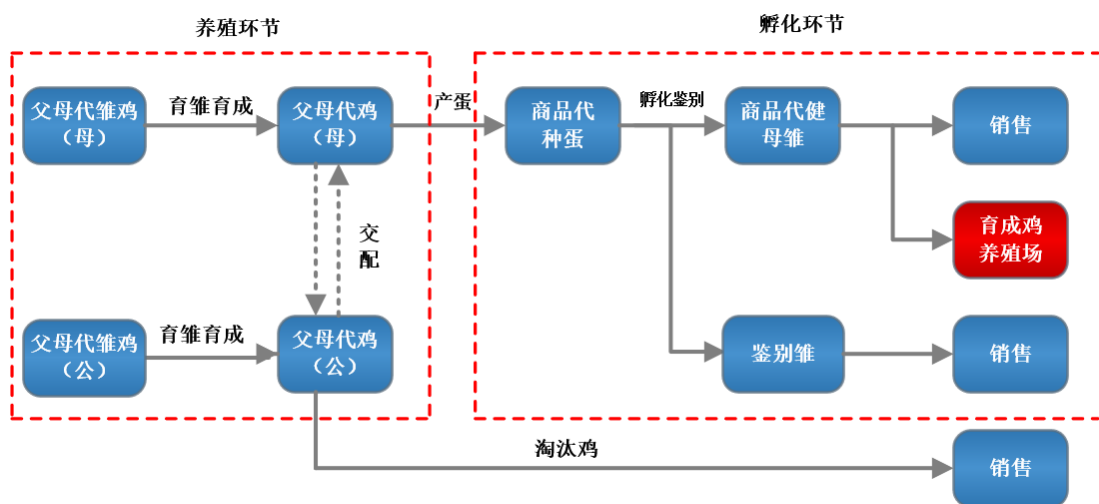 养殖环节
孵化环节
父母代雏鸡
（母）
育雏育成
父母代鸡
（母）
产蛋
商品代
种蛋
孵化鉴别
商品代健
母雏
销售
育成鸡
养殖场
交
配
父母代雏鸡
（公）
育雏育成
父母代鸡
（公）
鉴别雏
销售
淘汰鸡
销售